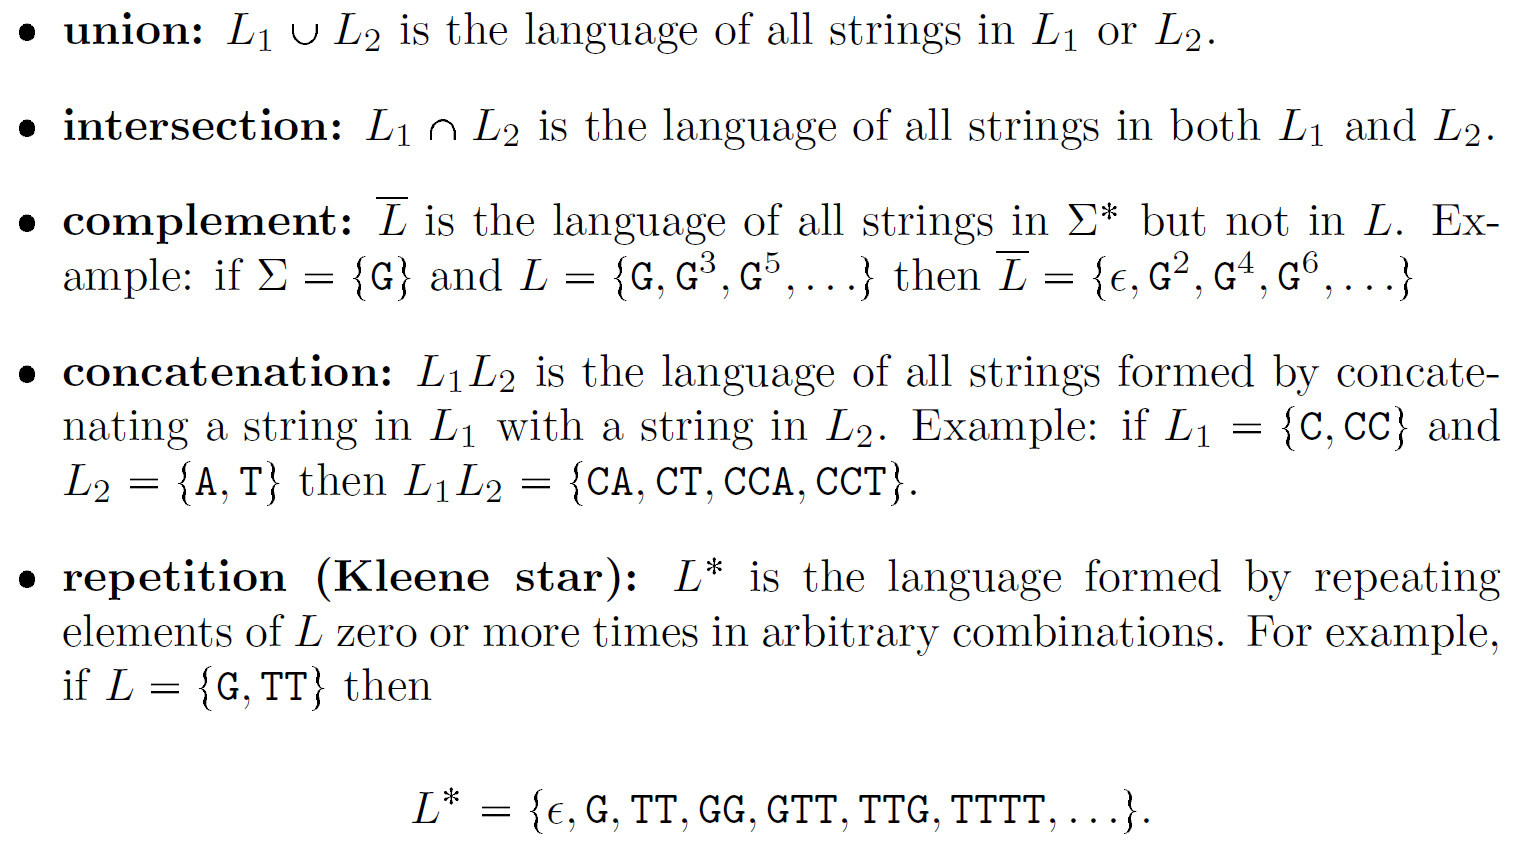 • union: L₁ ∪ L₂ is the language of all strings in L₁ or L₂.
• intersection: L₁ ∩ L₂ is the language of all strings in both L₁ and L₂.
• complement: L̅ is the language of all strings in Σ* but not in L. Ex-
ample: if Σ = {G} and L = {G, G³, G⁵, . . .} then L̅ = {ϵ, G², G⁴, G⁶, . . .}
• concatenation: L₁L₂ is the language of all strings formed by concate-
nating a string in L₁ with a string in L₂. Example: if L₁ = {C, CC} and
L₂ = {A, T} then L₁L₂ = {CA, CT, CCA, CCT}.
• repetition (Kleene star): L* is the language formed by repeating
elements of L zero or more times in arbitrary combinations. For example,
if L = {G, TT} then
L* = {ϵ, G, TT, GG, GTT, TTG, TTTT, . . .}.